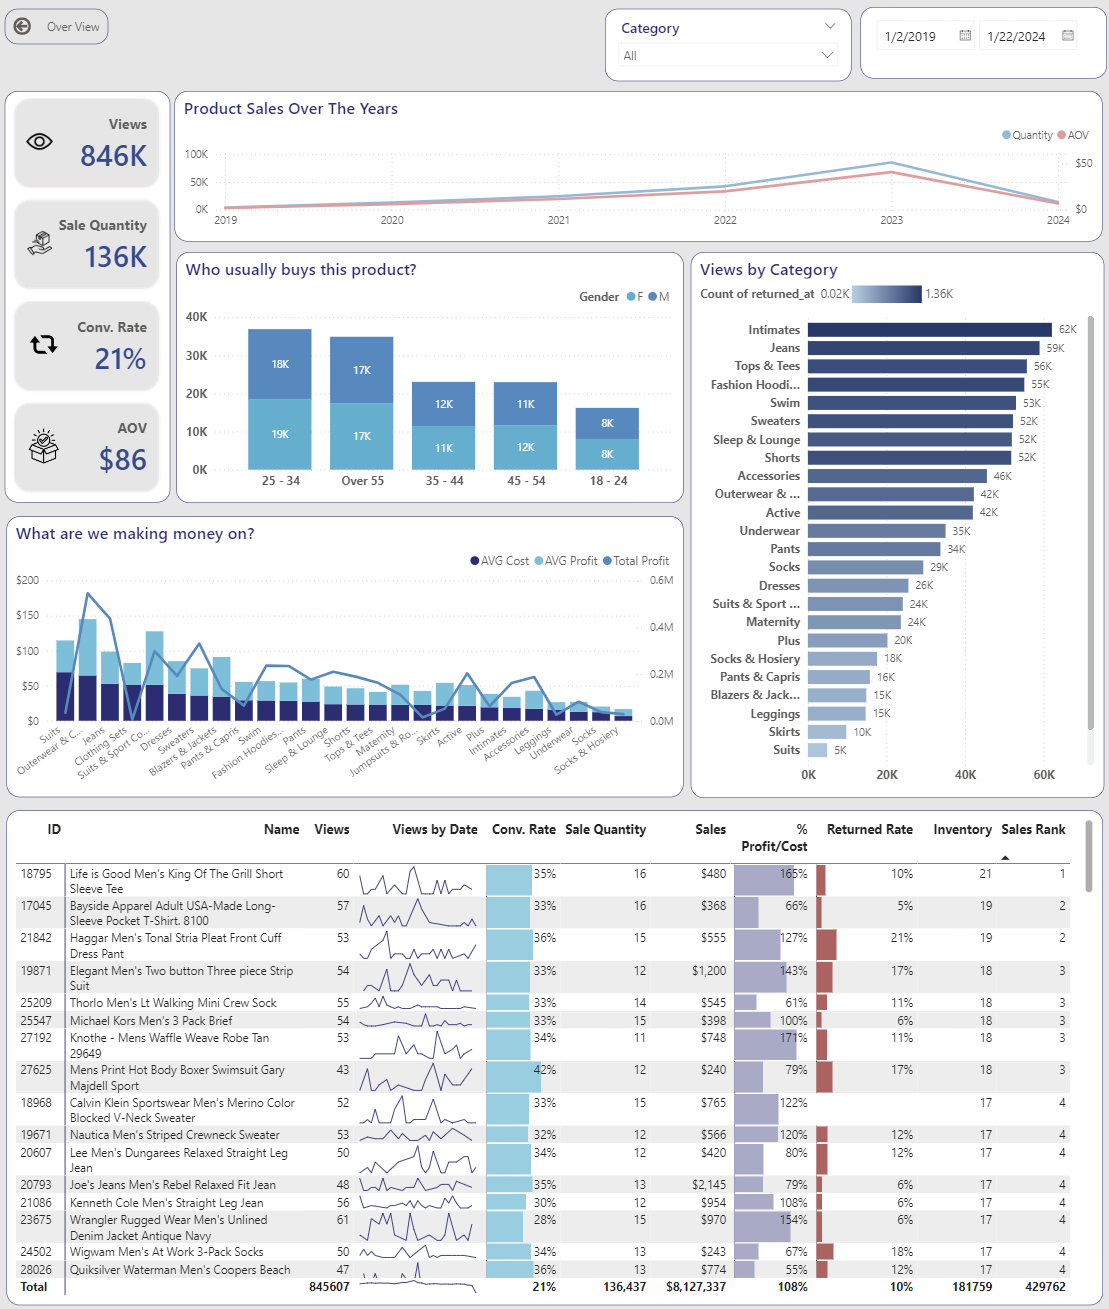 Over View
Category
All
1/2/2019
1/22/2024
Views
846K
Sale Quantity
136K
Conv. Rate
21%
AOV
$86
Product Sales Over The Years
Quantity AOV
100K
50K
0K
$50
$0
2019 2020 2021 2022 2023 2024
Who usually buys this product?
Gender F M
40K
30K
20K
10K
0K
18K 17K 12K 11K 8K
19K 17K 11K 12K 8K
25 - 34 Over 55 35 - 44 45 - 54 18 - 24
Views by Category
Count of returned_at 0.02K 1.36K
Intimates 62K
Jeans 59K
Tops & Tees 56K
Fashion Hoodi... 55K
Swim 53K
Sweaters 52K
Sleep & Lounge 52K
Shorts 52K
Accessories 46K
Outerwear & ... 42K
Active 42K
Underwear 35K
Pants 34K
Socks 29K
Dresses 26K
Suits & Sport ... 24K
Maternity 24K
Plus 20K
Socks & Hosiery 18K
Pants & Capris 16K
Blazers & Jack... 15K
Leggings 15K
Skirts 10K
Suits 5K
0K 20K 40K 60K
What are we making money on?
AVG Cost AVG Profit Total Profit
$200
$150
$100
$50
$0
0.6M
0.4M
0.2M
0.0M
Suits
Outerwear & C...
Jeans
Clothing Sets
Suits & Sport Co...
Dresses
Sweaters
Blazers & Jackets
Pants & Capris
Swim
Fashion Hoodies...
Pants
Sleep & Lounge
Shorts
Tops & Tees
Maternity
Jumpsuits & Ro...
Skirts
Active
Plus
Intimates
Accessories
Leggings
Underwear
Socks
Socks & Hosiery
ID Name Views Views by Date Conv. Rate Sale Quantity Sales % Profit/Cost Returned Rate Inventory Sales Rank
18795 Life is Good Men's King Of The Grill Short Sleeve Tee 60 35% 16 $480 165% 10% 21 1
17045 Bayside Apparel Adult USA-Made Long-Sleeve Pocket T-Shirt. 8100 57 33% 16 $368 66% 5% 19 2
21842 Haggar Men's Tonal Stria Pleat Front Cuff Dress Pant 53 36% 15 $555 127% 21% 19 2
19871 Elegant Men's Two button Three piece Strip Suit 54 33% 12 $1,200 143% 17% 18 3
25209 Thorlo Men's Lt Walking Mini Crew Sock 55 33% 14 $545 61% 11% 18 3
25547 Michael Kors Men's 3 Pack Brief 54 33% 15 $398 100% 6% 18 3
27192 Knothe - Mens Waffle Weave Robe Tan 29649 53 34% 11 $748 171% 11% 18 3
27625 Mens Print Hot Body Boxer Swimsuit Gary Majdell Sport 43 42% 12 $240 79% 17% 18 3
18968 Calvin Klein Sportswear Men's Merino Color Blocked V-Neck Sweater 52 33% 15 $765 122% 17 4
19671 Nautica Men's Striped Crewneck Sweater 53 32% 12 $566 120% 12% 17 4
20607 Lee Men's Dungarees Relaxed Straight Leg Jean 50 34% 12 $420 80% 12% 17 4
20793 Joe's Jeans Men's Rebel Relaxed Fit Jean 48 35% 13 $2,145 79% 6% 17 4
21086 Kenneth Cole Men's Straight Leg Jean 56 30% 12 $954 108% 6% 17 4
23675 Wrangler Rugged Wear Men's Unlined Denim Jacket Antique Navy 61 28% 15 $970 154% 6% 17 4
24502 Wigwam Men's At Work 3-Pack Socks 50 34% 13 $243 67% 18% 17 4
28026 Quiksilver Waterman Men's Coopers Beach 47 36% 13 $774 55% 12% 17 4
Total 845607 21% 136,437 $8,127,337 108% 10% 181759 429762